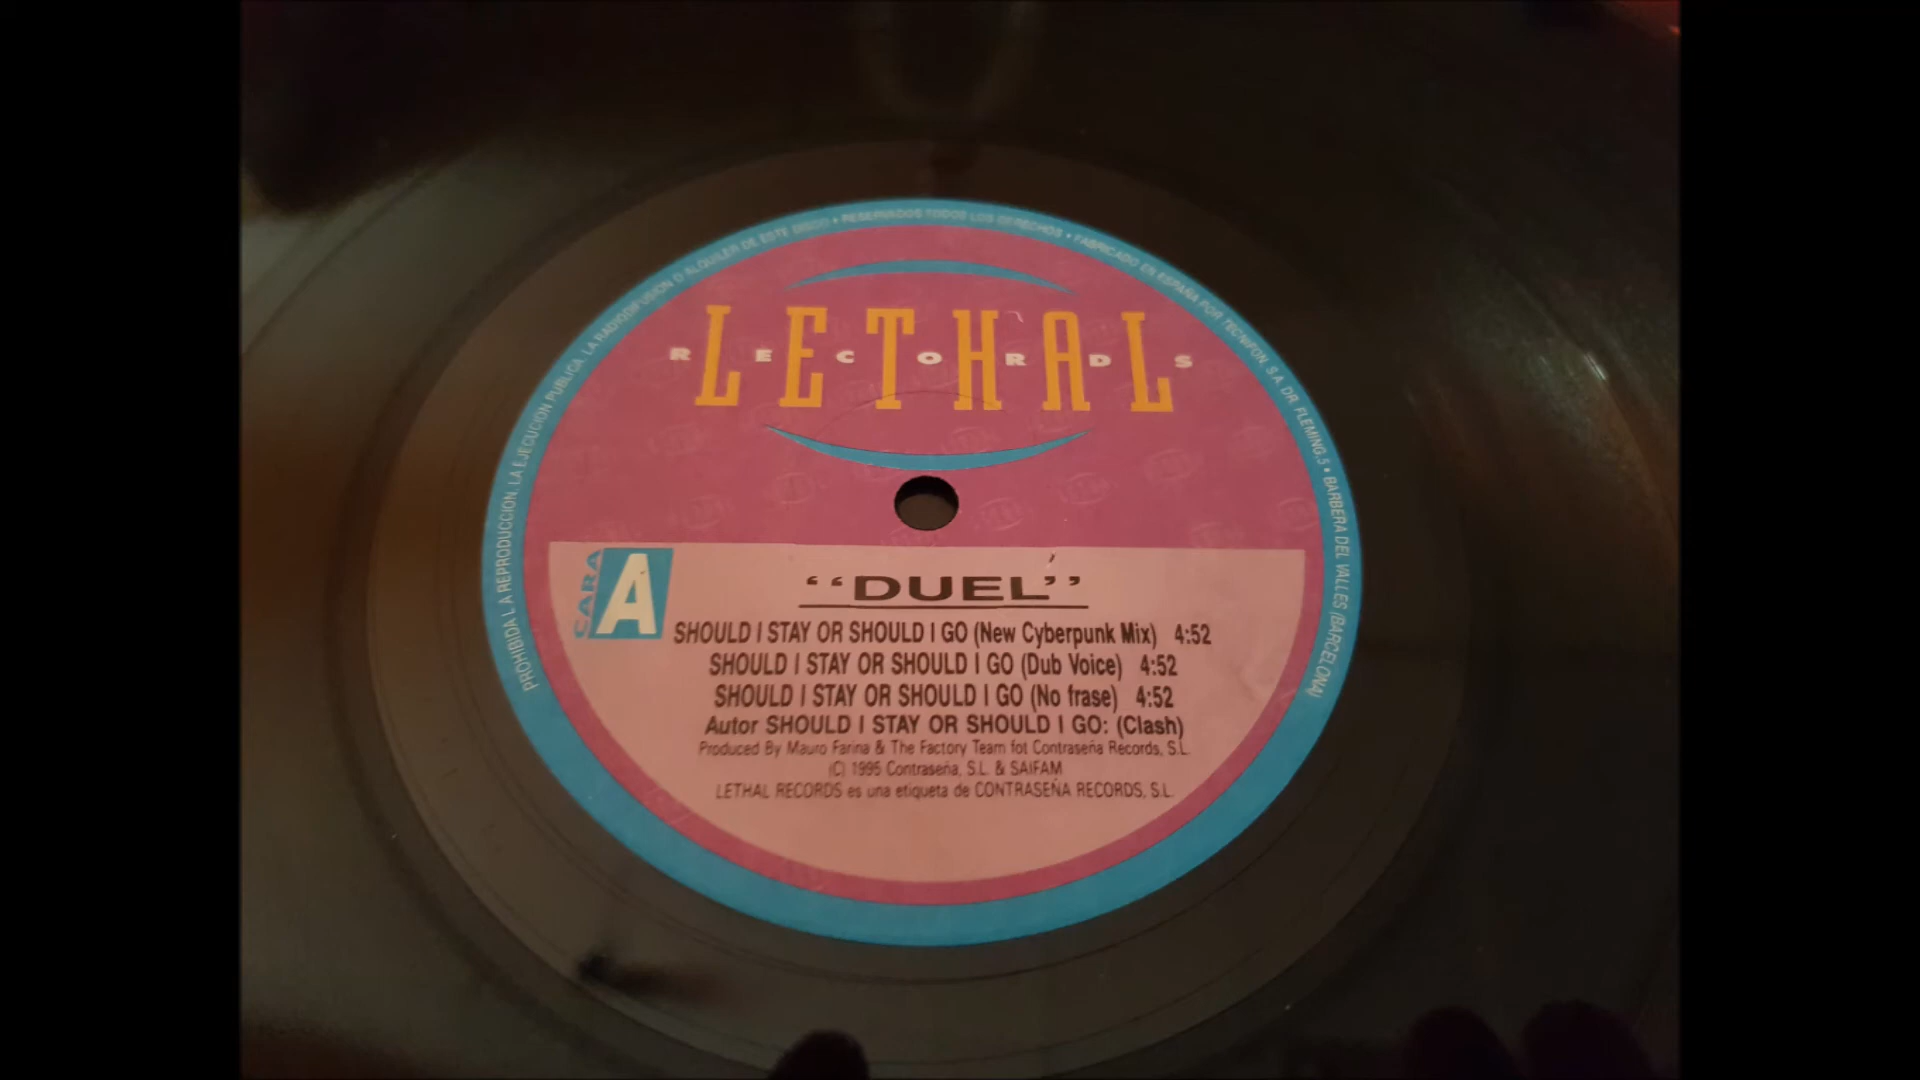 PROHIBIDA LA REPRODUCCION, LA EJECUCION PUBLICA, LA RADIODIFUSION O ALQUILER DE ESTE DISCO • RESERVADOS TODOS LOS DERECHOS • FABRICADO EN ESPAÑA POR TECNIFON, S.A. DR. FLEMING,5 • BARBERA DEL VALLES (BARCELONA)
LETHAL
RECORDS
CARA A
“DUEL”
SHOULD I STAY OR SHOULD I GO (New Cyberpunk Mix) 4:52
SHOULD I STAY OR SHOULD I GO (Dub Voice) 4:52
SHOULD I STAY OR SHOULD I GO (No frase) 4:52
Autor SHOULD I STAY OR SHOULD I GO: (Clash)
Produced By Mauro Farina & The Factory Team fot Contraseña Records, S.L.
(C) 1995 Contraseña, S.L. & SAIFAM
LETHAL RECORDS es una etiqueta de CONTRASEÑA RECORDS, S.L.